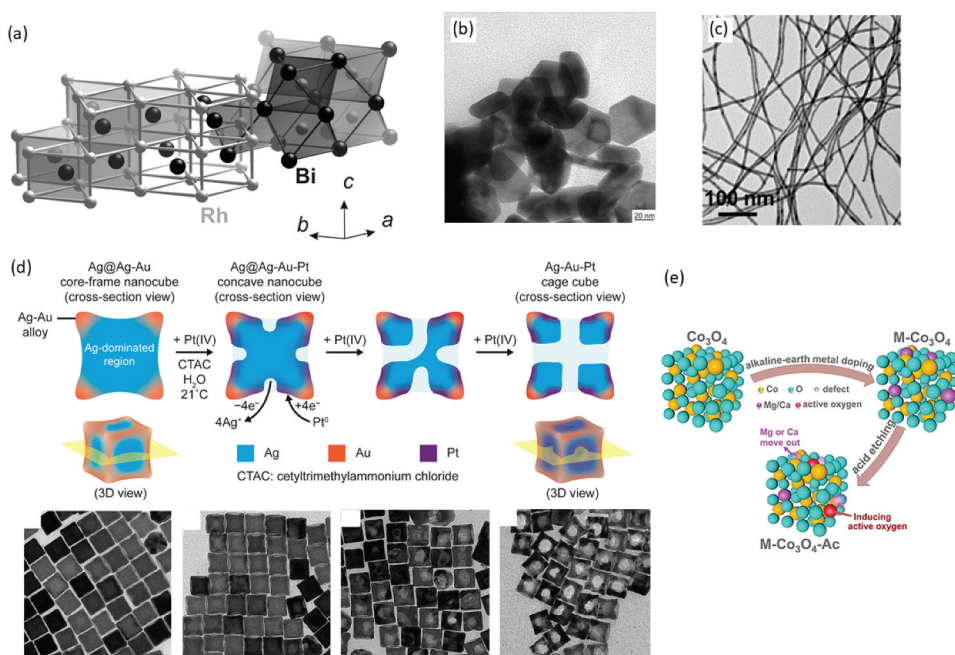 (a)
Rh
Bi
c
b
a
(b)
20 nm
(c)
100 nm
(d)
Ag@Ag-Au
core-frame nanocube
(cross-section view)
Ag@Ag-Au-Pt
concave nanocube
(cross-section view)
Ag-Au-Pt
cage cube
(cross-section view)
Ag-Au
alloy
Ag-dominated
region
+ Pt(IV)
CTAC
H₂O
21˚C
+ Pt(IV)
+ Pt(IV)
−4e⁻
4Ag⁺
+4e⁻
Pt⁰
(3D view)
Ag
Au
Pt
CTAC: cetyltrimethylammonium chloride
(3D view)
(e)
Co₃O₄
M-Co₃O₄
alkaline-earth metal doping
Co
O
defect
Mg/Ca
active oxygen
Mg or Ca
move out
acid etching
Inducing
active oxygen
M-Co₃O₄-Ac